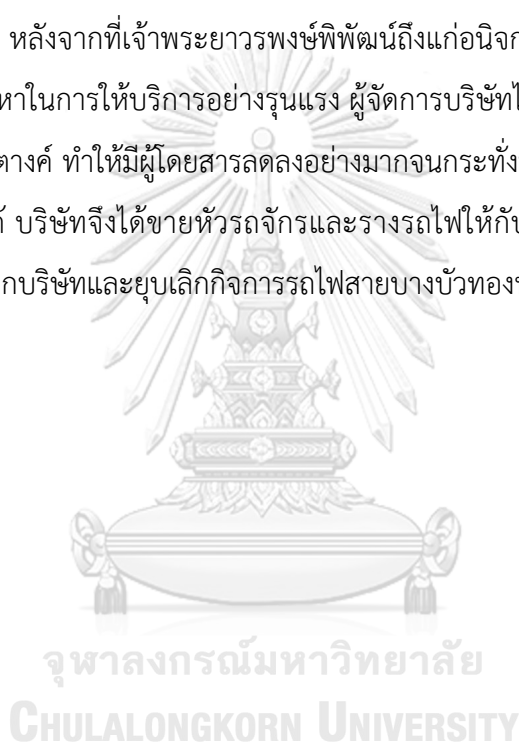 หลังจากที่เจ้าพระยาวรพงษ์พิพัฒน์ถึงแก่อนิจก
หาในการให้บริการอย่างรุนแรง ผู้จัดการบริษัทไ
ตางค์ ทำให้มีผู้โดยสารลดลงอย่างมากจนกระทั่ง
บริษัทจึงได้ขายหัวรถจักรและรางรถไฟให้กับ
กบริษัทและยุบเลิกกิจการรถไฟสายบางบัวทอง
จุฬาลงกรณ์มหาวิทยาลัย
CHULALONGKORN UNIVERSITY